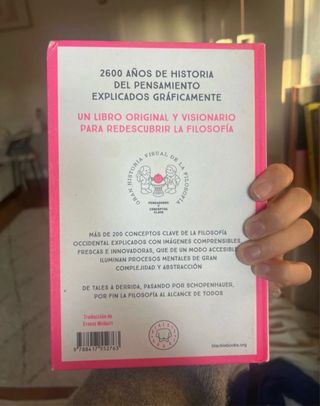 2600 AÑOS DE HISTORIA
DEL PENSAMIENTO
EXPLICADOS GRÁFICAMENTE
UN LIBRO ORIGINAL Y VISIONARIO
PARA REDESCUBRIR LA FILOSOFÍA
GRAN HISTORIA VISUAL DE LA FILOSOFÍA
PENSADORES
CONCEPTOS
CLAVE
MÁS DE 200 CONCEPTOS CLAVE DE LA FILOSOFÍA
OCCIDENTAL EXPLICADOS CON IMÁGENES COMPRENSIBLES,
FRESCAS E INNOVADORAS, QUE DE UN MODO ACCESIBLE
ILUMINAN PROCESOS MENTALES DE GRAN
COMPLEJIDAD Y ABSTRACCIÓN
DE TALES A DERRIDA, PASANDO POR SCHOPENHAUER,
POR FIN LA FILOSOFÍA AL ALCANCE DE TODOS
Traducción de
blackiebooks.org
9 788417 552763